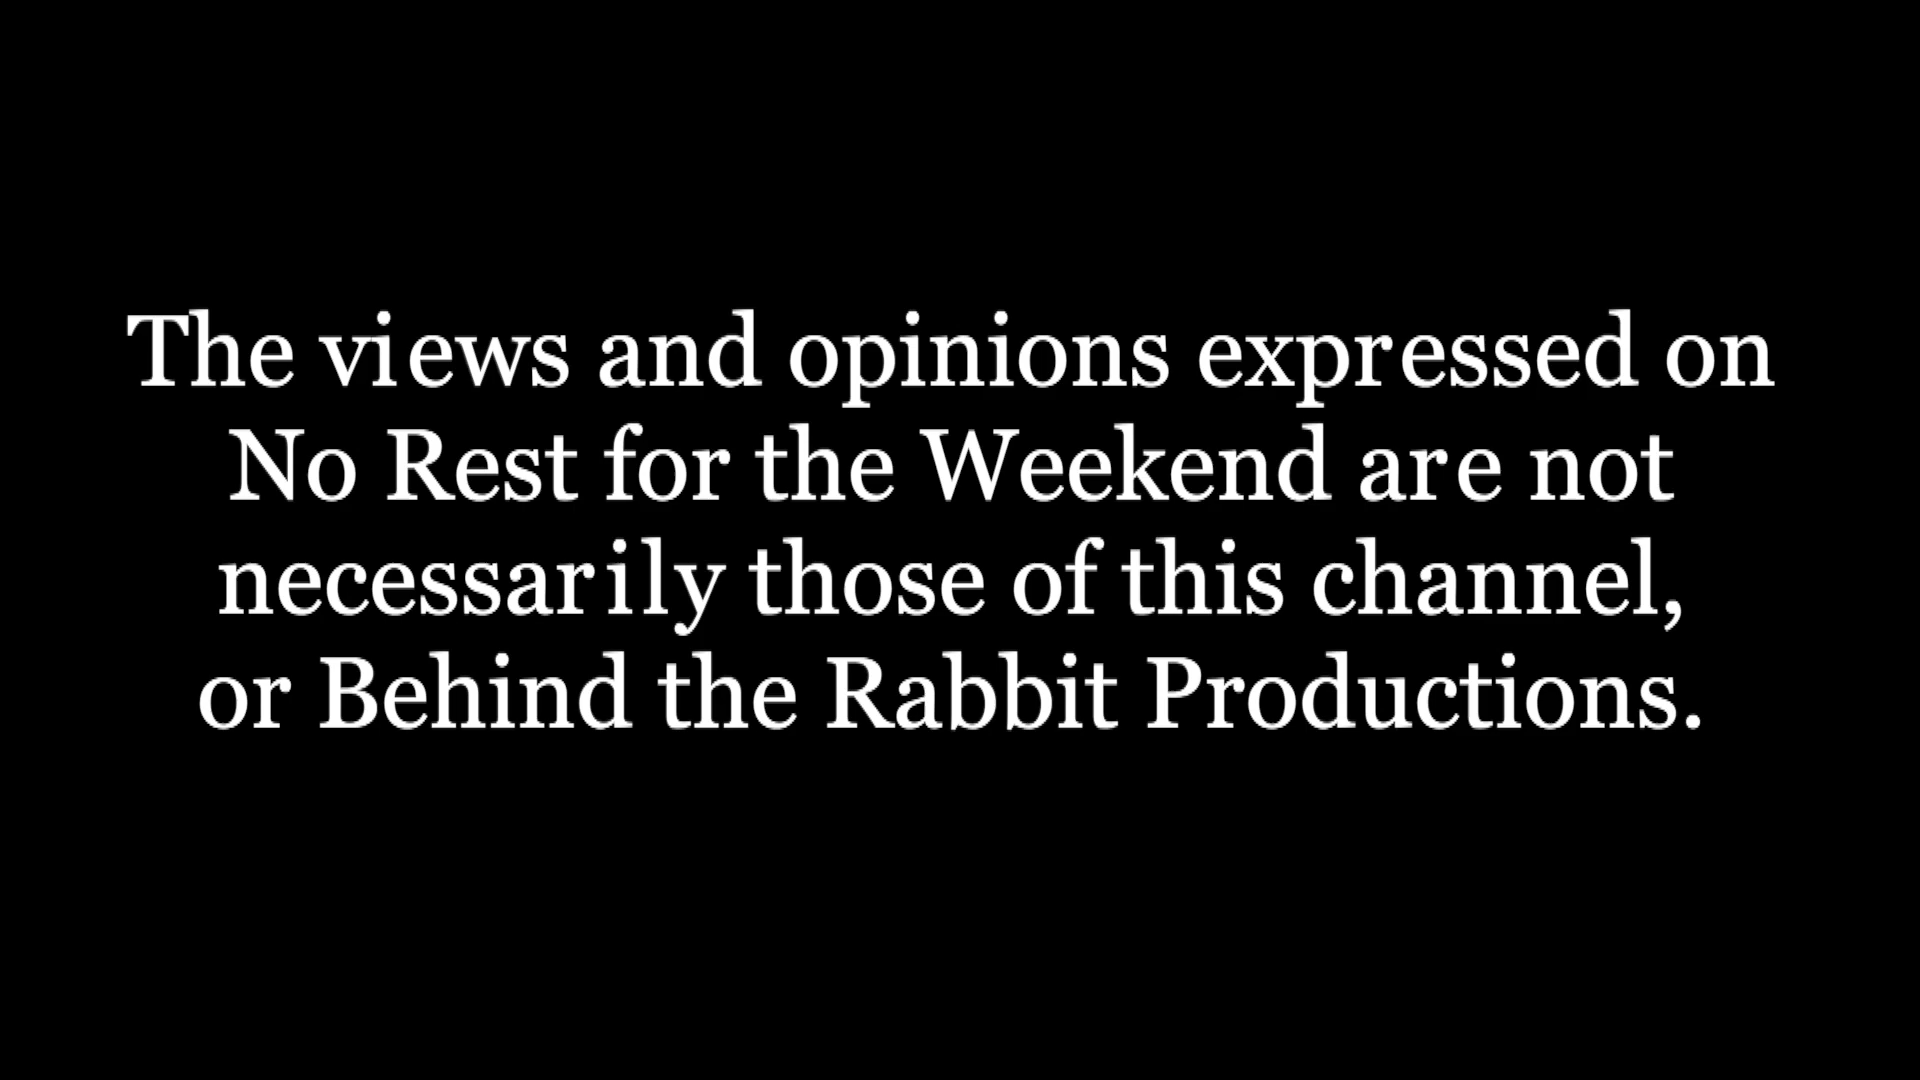 The views and opinions expressed on
No Rest for the Weekend are not
necessarily those of this channel,
or Behind the Rabbit Productions.